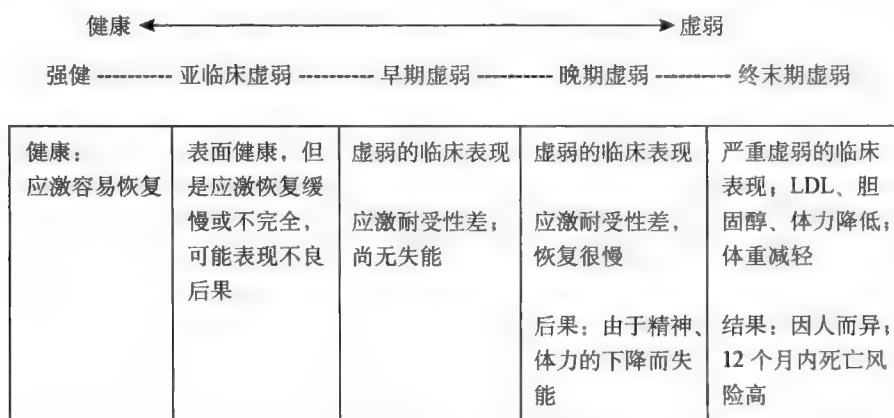 健康 虚弱
强健 ---------- 亚临床虚弱 ---------- 早期虚弱 ---------- 晚期虚弱 ---------- 终末期虚弱
健康：
应激容易恢复
表面健康，但
是应激恢复缓
慢或不完全，
可能表现不良
后果
虚弱的临床表现
应激耐受性差；
尚无失能
虚弱的临床表现
应激耐受性差，
恢复很慢
后果：由于精神、
体力的下降而失
能
严重虚弱的临床
表现；LDL、胆
固醇、体力降低；
体重减轻
结果：因人而异；
12 个月内死亡风
险高